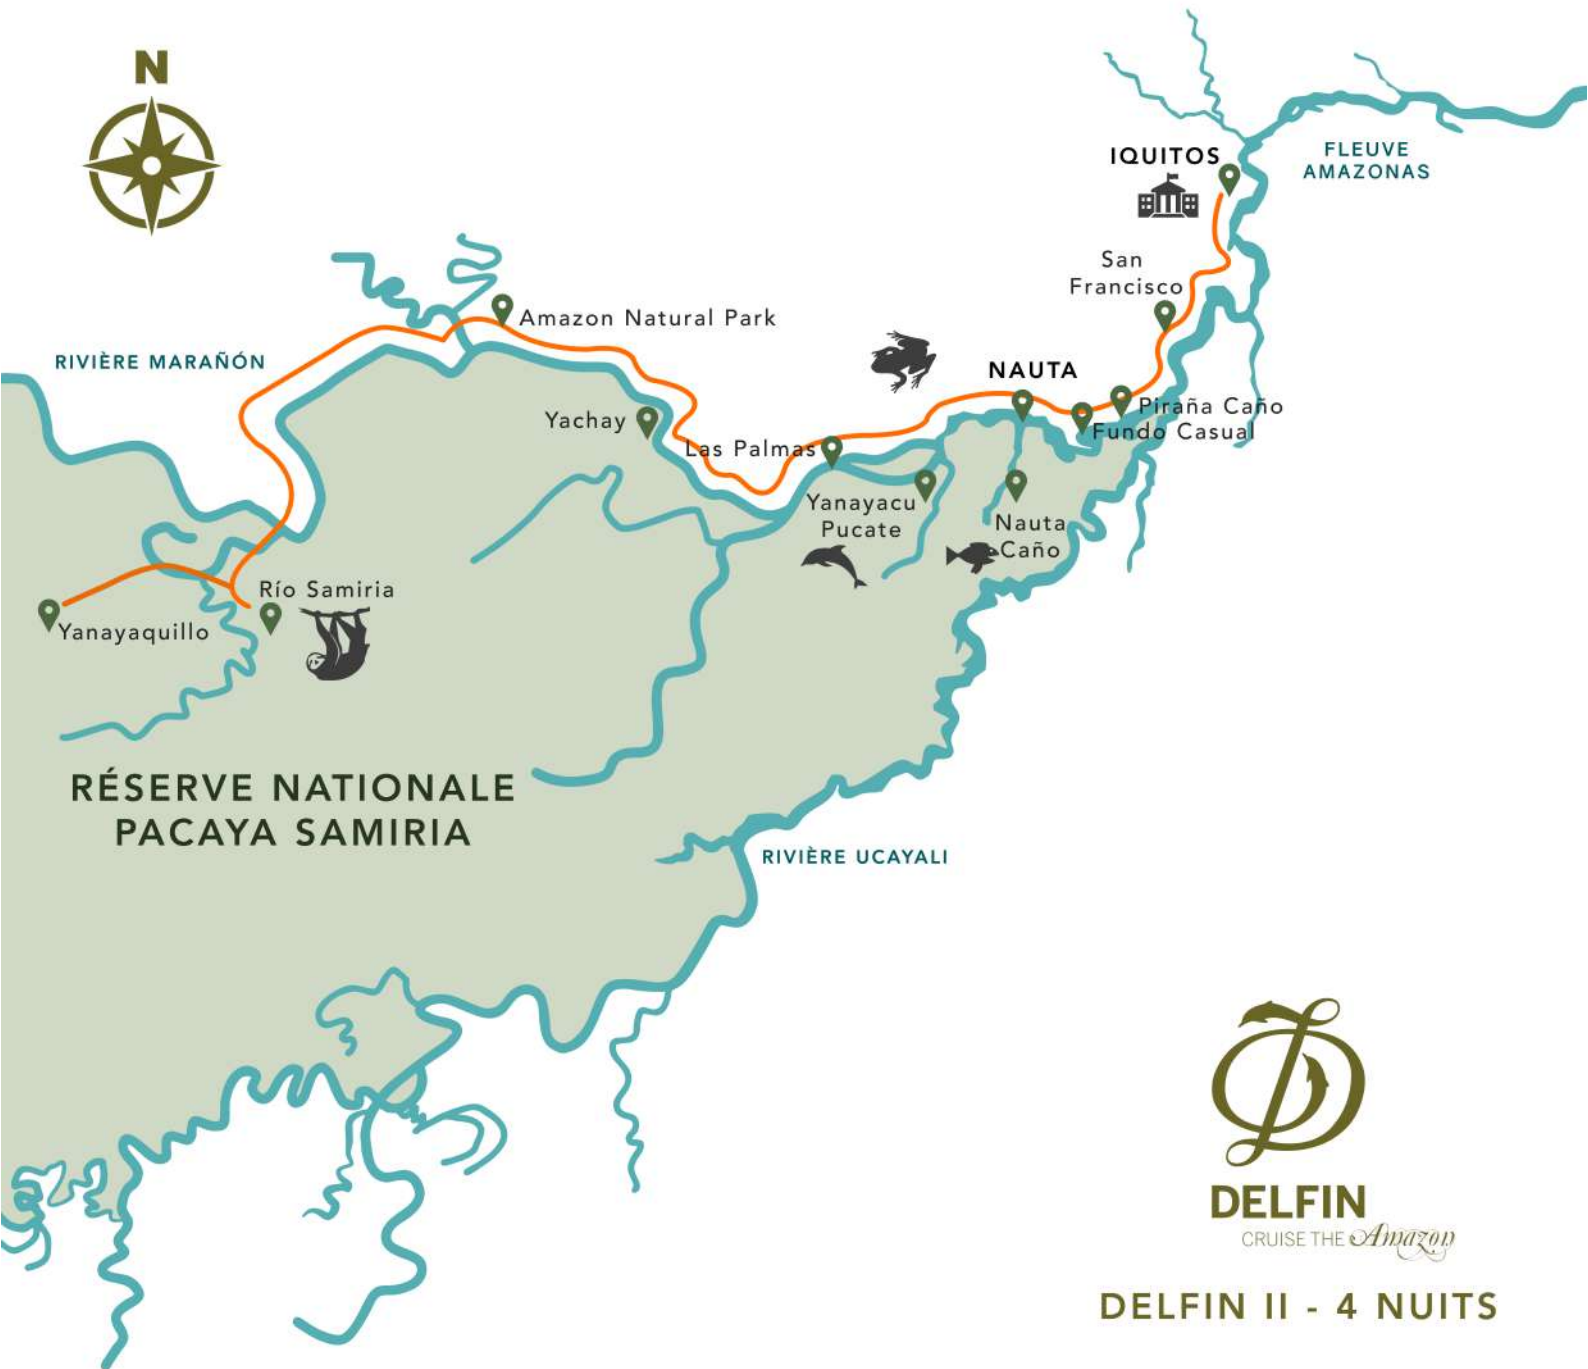 N
IQUITOS
FLEUVE
AMAZONAS
San
Francisco
Amazon Natural Park
RIVIÈRE MARAÑÓN
NAUTA
Piraña Caño
Fundo Casual
Yachay
Las Palmas
Yanayacu
Pucate
Nauta
Caño
Río Samiria
Yanayaquillo
RÉSERVE NATIONALE
PACAYA SAMIRIA
RIVIÈRE UCAYALI
DELFIN
CRUISE THE Amazon
DELFIN II - 4 NUITS